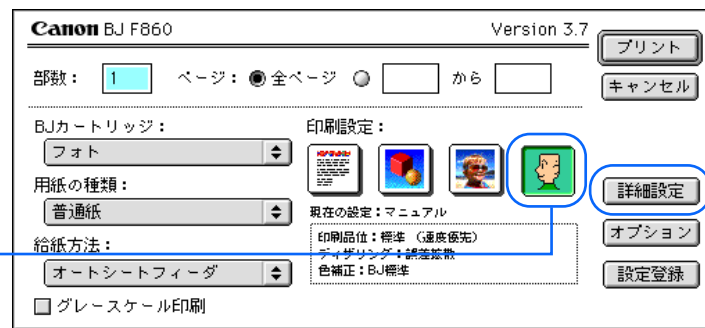 Canon BJ F860 Version 3.7
プリント
部数： 1 ページ： 全ページ から
キャンセル
BJカートリッジ： 印刷設定：
フォト
用紙の種類：
詳細設定
普通紙
現在の設定：マニュアル
オプション
給紙方法：
印刷品位：標準 （速度優先）
ディザリング：誤差拡散
オートシートフィーダ
色補正：BJ標準
設定登録
グレースケール印刷